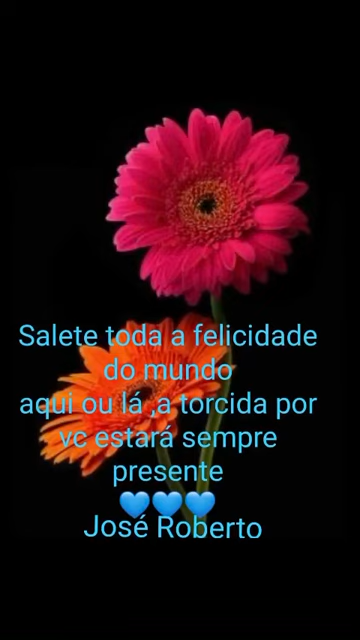 Salete toda a felicidade
do mundo
aqui ou lá ,a torcida por
vc estará sempre
presente
💙💙💙
José Roberto